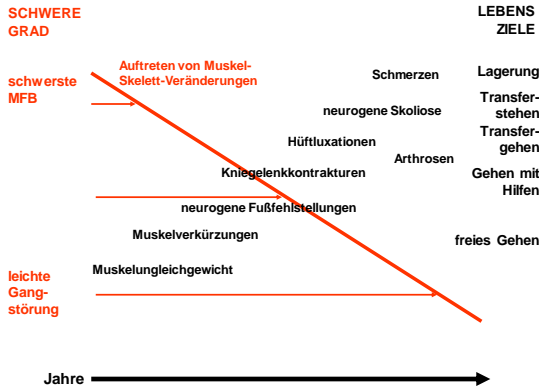 SCHWERE
GRAD
LEBENS
ZIELE
schwerste
MFB
Auftreten von Muskel-
Skelett-Veränderungen
Schmerzen
Lagerung
neurogene Skoliose
Transfer-
stehen
Hüftluxationen
Transfer-
gehen
Arthrosen
Kniegelenkkontrakturen
Gehen mit
Hilfen
neurogene Fußfehlstellungen
Muskelverkürzungen
freies Gehen
Muskelungleichgewicht
leichte
Gang-
störung
Jahre